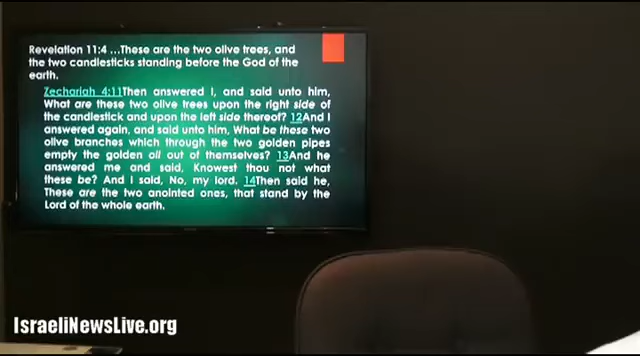 Revelation 11:4 ...These are the two olive trees, and
the two candlesticks standing before the God of the
earth.
Zechariah 4:11Then answered I, and said unto him,
What are these two olive trees upon the right side of
the candlestick and upon the left side thereof? 12And I
answered again, and said unto him, What be these two
olive branches which through the two golden pipes
empty the golden oil out of themselves? 13And he
answered me and said, Knowest thou not what
these be? And I said, No, my lord. 14Then said he,
These are the two anointed ones, that stand by the
Lord of the whole earth.
IsraeliNewsLive.org